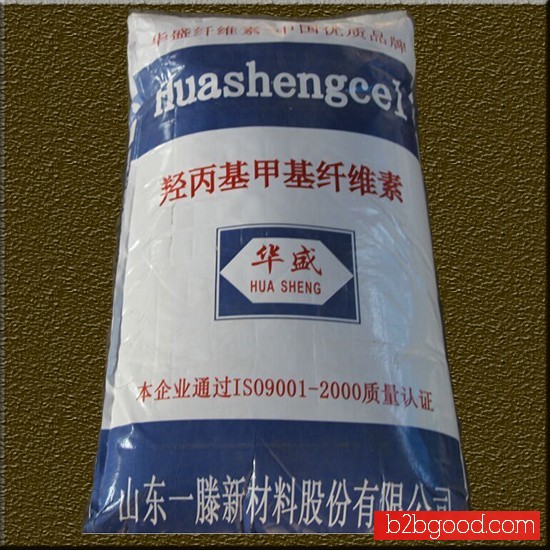 华盛纤维素 中国优质品牌
Huashengcel
羟丙基甲基纤维素
华盛
HUA SHENG
本企业通过ISO9001-2000质量认证
山东一滕新材料股份有限公司
b2bgood.com